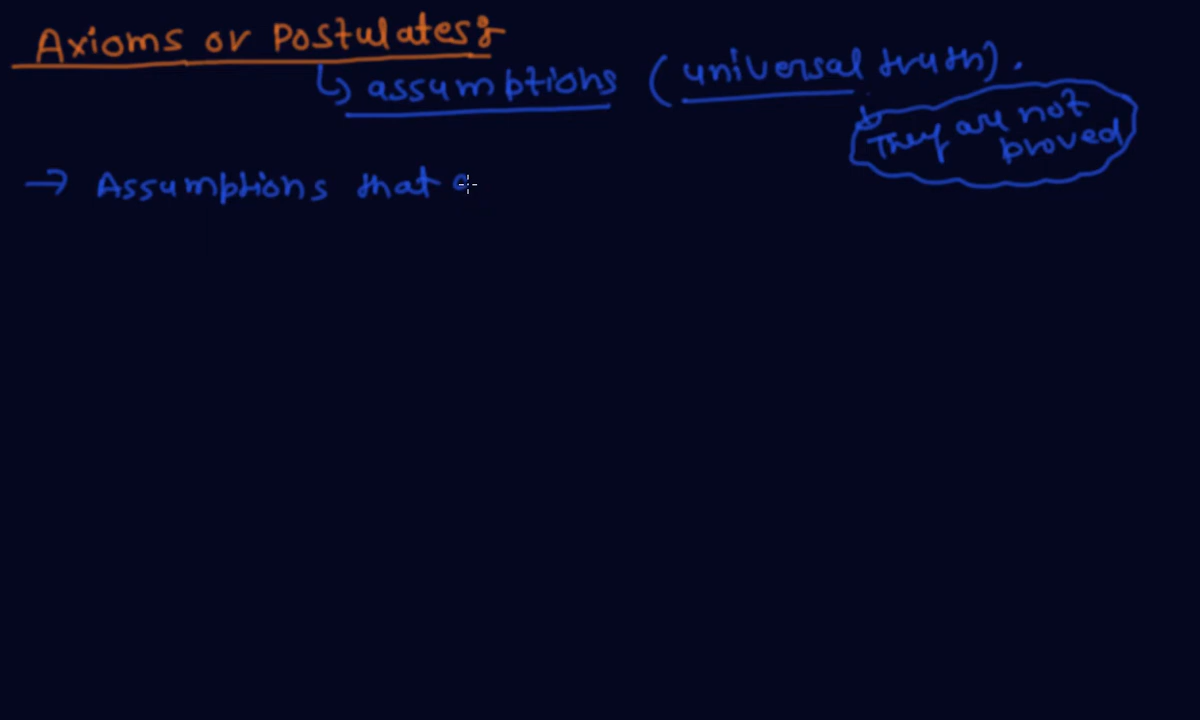 Axioms or Postulates:
↳ assumptions (universal truth).
They are not
proved
→ Assumptions that